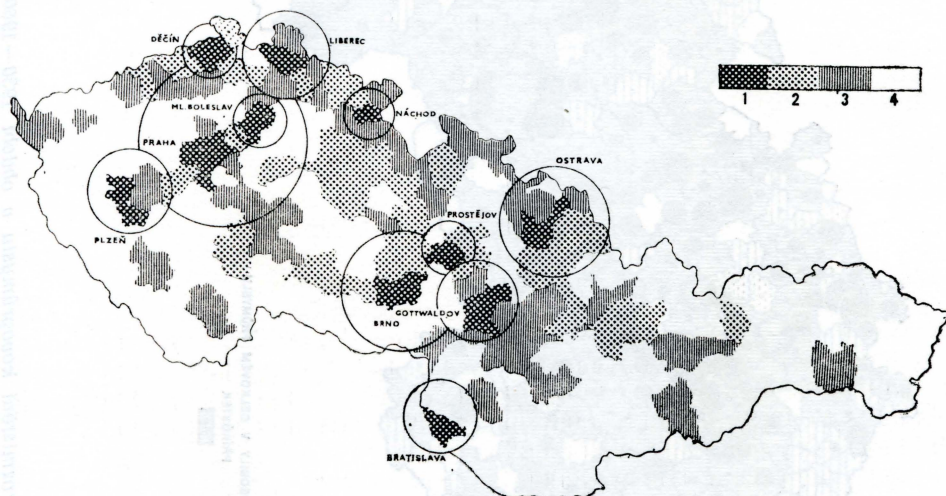 DĚČÍN
LIBEREC
ML. BOLESLAV
NÁCHOD
PRAHA
OSTRAVA
PLZEŇ
PROSTĚJOV
GOTTWALDOV
BRNO
BRATISLAVA
1 2 3 4